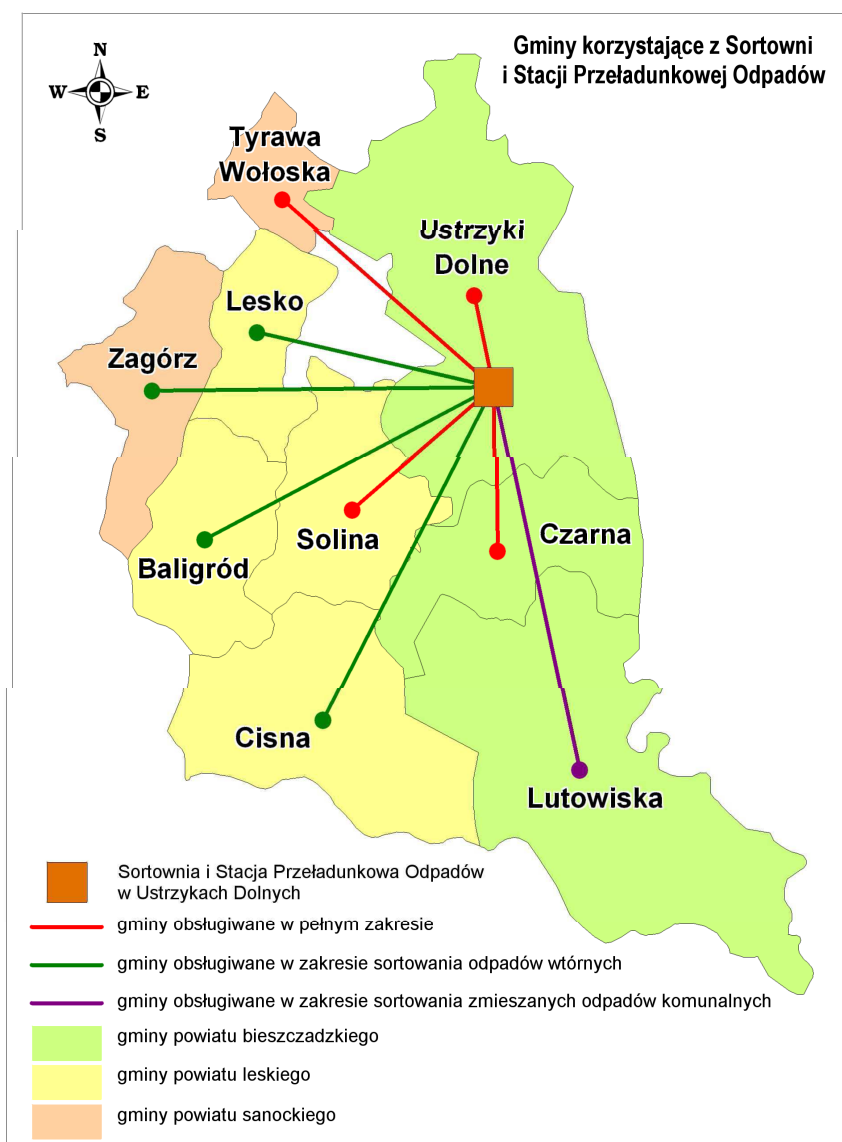 Gminy korzystające z Sortowni
i Stacji Przeładunkowej Odpadów
N
W E
S
Tyrawa
Wołoska
Ustrzyki
Dolne
Lesko
Zagórz
Solina
Czarna
Baligród
Cisna
Lutowiska
Sortownia i Stacja Przeładunkowa Odpadów
w Ustrzykach Dolnych
gminy obsługiwane w pełnym zakresie
gminy obsługiwane w zakresie sortowania odpadów wtórnych
gminy obsługiwane w zakresie sortowania zmieszanych odpadów komunalnych
gminy powiatu bieszczadzkiego
gminy powiatu leskiego
gminy powiatu sanockiego